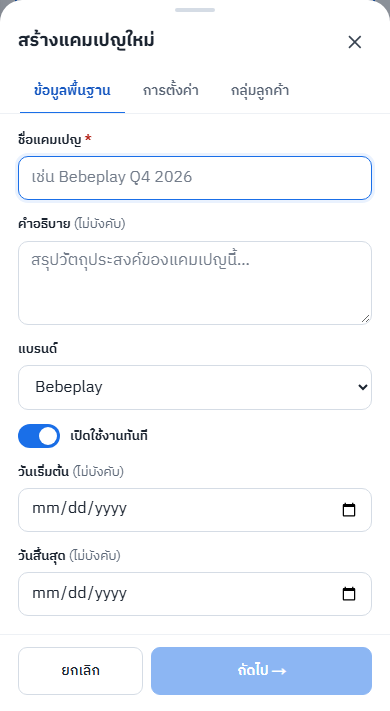 สร้างแคมเปญใหม่
ข้อมูลพื้นฐาน การตั้งค่า กลุ่มลูกค้า
ชื่อแคมเปญ *
เช่น Bebeplay Q4 2026
คำอธิบาย (ไม่บังคับ)
สรุปวัตถุประสงค์ของแคมเปญนี้...
แบรนด์
Bebeplay
เปิดใช้งานทันที
วันเริ่มต้น (ไม่บังคับ)
mm/dd/yyyy
วันสิ้นสุด (ไม่บังคับ)
mm/dd/yyyy
ยกเลิก ถัดไป →